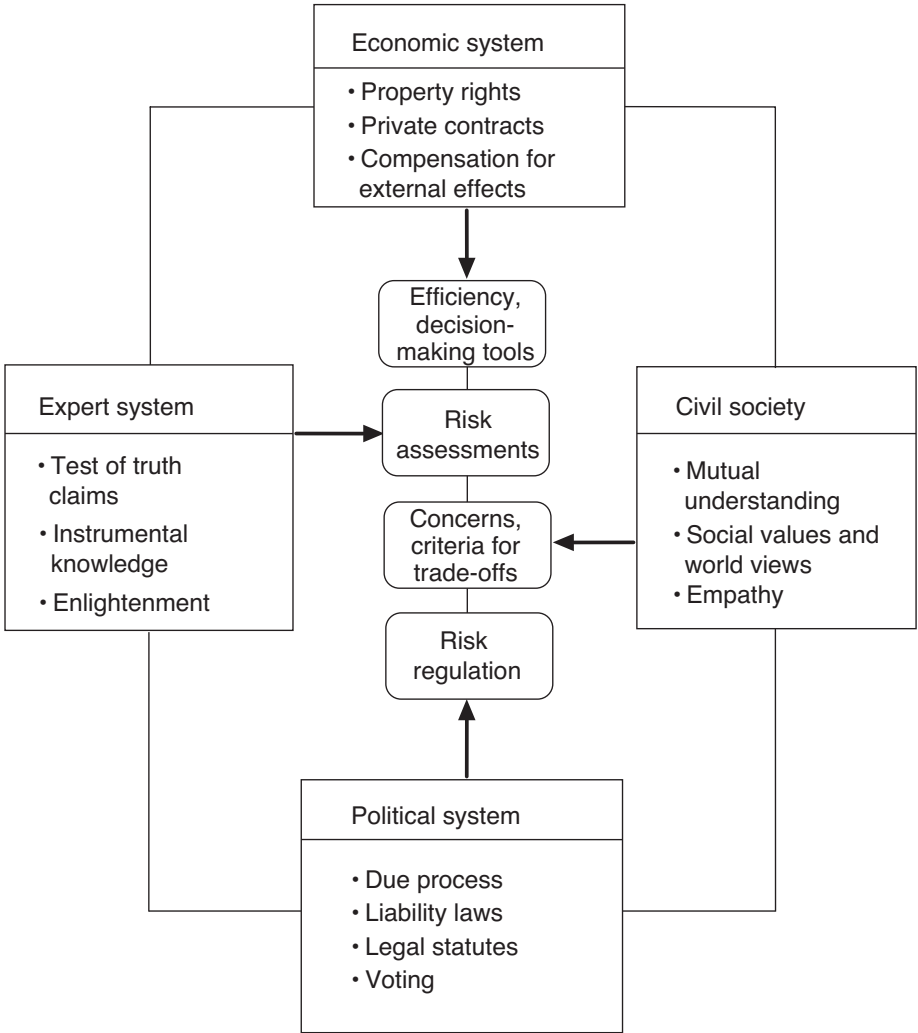 Economic system
• Property rights
• Private contracts
• Compensation for
external effects
Efficiency,
decision-
making tools
Expert system
• Test of truth
claims
• Instrumental
knowledge
• Enlightenment
Risk
assessments
Concerns,
criteria for
trade-offs
Risk
regulation
Civil society
• Mutual
understanding
• Social values and
world views
• Empathy
Political system
• Due process
• Liability laws
• Legal statutes
• Voting